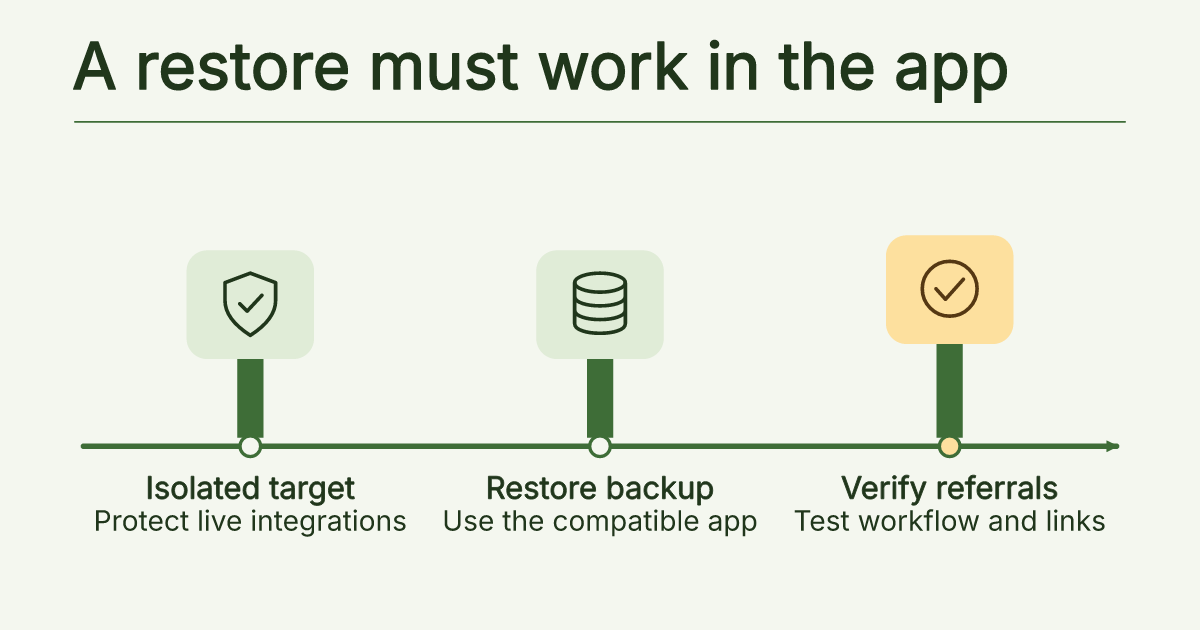 A restore must work in the app
Isolated target
Protect live integrations
Restore backup
Use the compatible app
Verify referrals
Test workflow and links